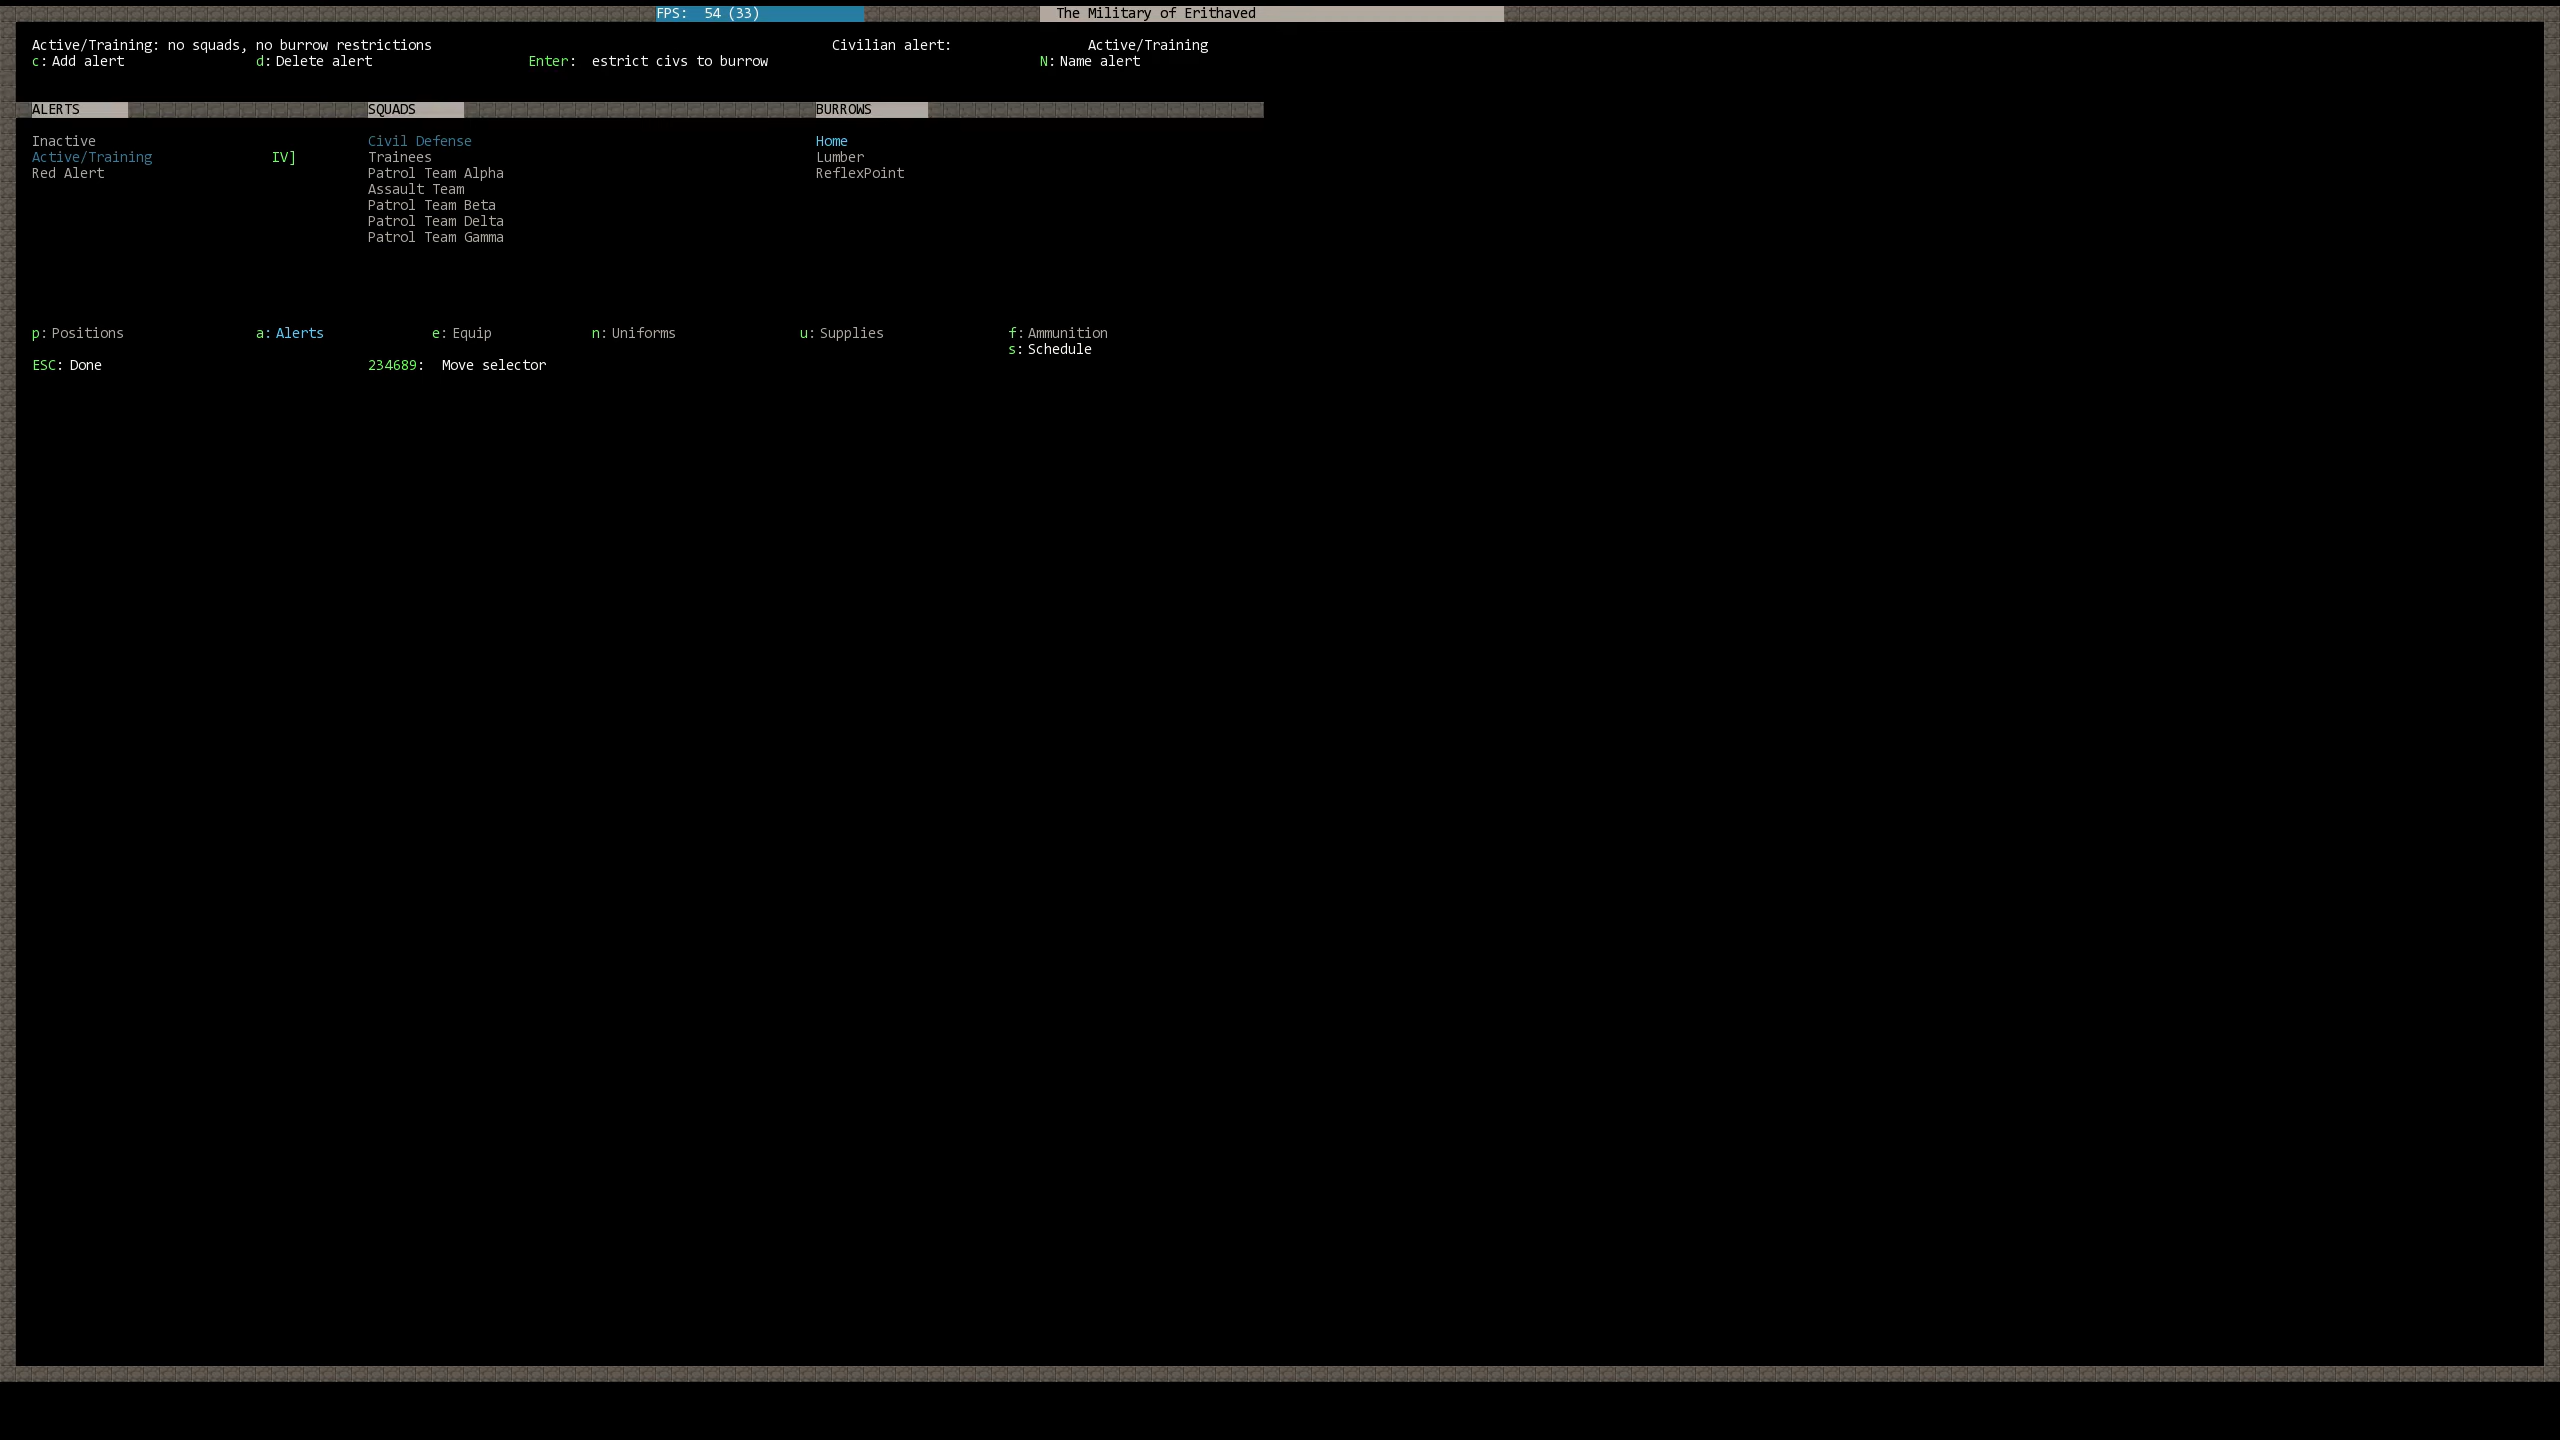 FPS: 54 (33) The Military of Erithaved
Active/Training: no squads, no burrow restrictions Civilian alert: Active/Training
c: Add alert d: Delete alert Enter: estrict civs to burrow N: Name alert
ALERTS SQUADS BURROWS
Inactive Civil Defense Home
Active/Training IV] Trainees Lumber
Red Alert Patrol Team Alpha ReflexPoint
Assault Team
Patrol Team Beta
Patrol Team Delta
Patrol Team Gamma
p: Positions a: Alerts e: Equip n: Uniforms u: Supplies f: Ammunition
s: Schedule
ESC: Done 234689: Move selector